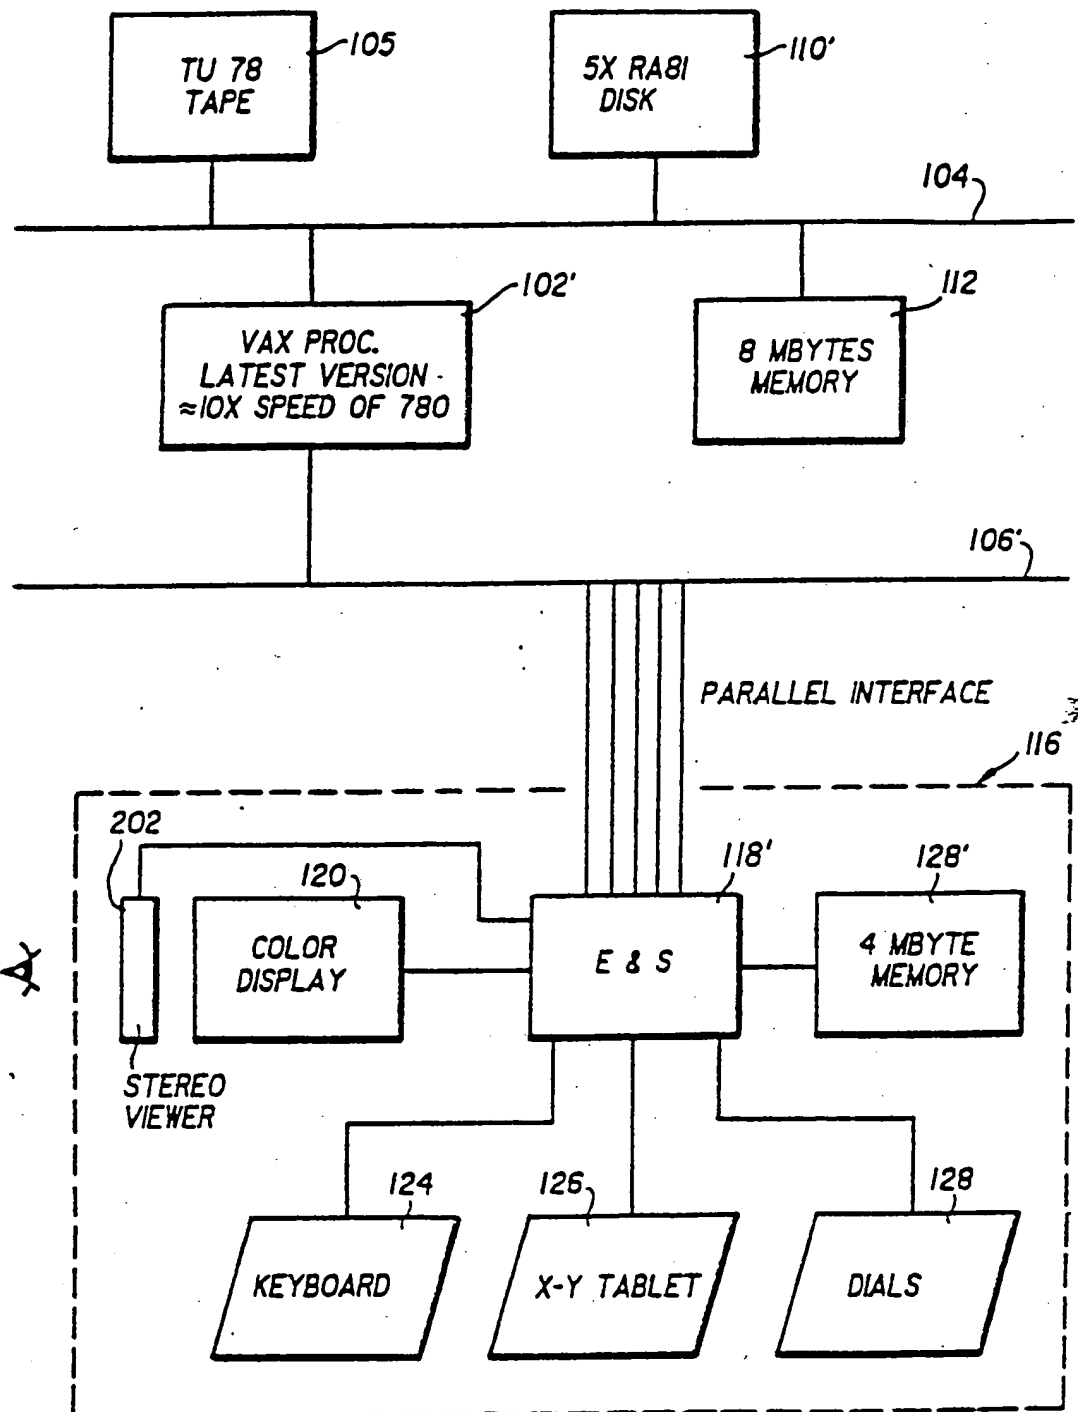 TU 78
TAPE
105
5X RA81
DISK
110'
104
VAX PROC.
LATEST VERSION
≈10X SPEED OF 780
102'
8 MBYTES
MEMORY
112
106'
PARALLEL INTERFACE
116
202
120
118'
128'
COLOR
DISPLAY
E & S
4 MBYTE
MEMORY
STEREO
VIEWER
124
126
128
KEYBOARD
X-Y TABLET
DIALS